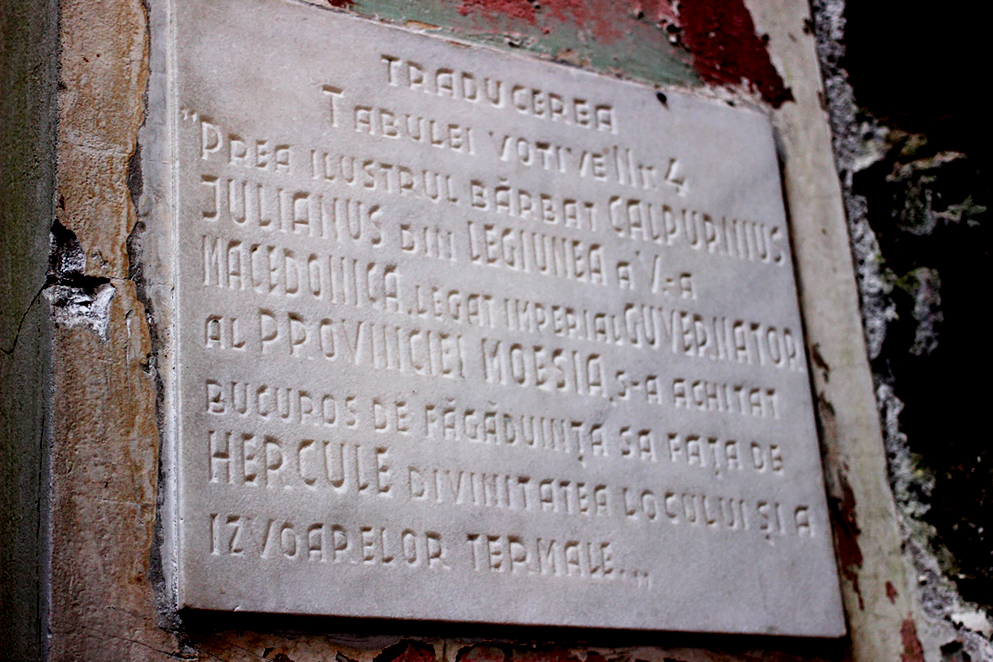 TRADUCEREA
TABULEI VOTIVE Nr. 4
"PREA ILUSTRUL BĂRBAT CALPURNIUS
JULIANUS DIN LEGIUNEA A V-A
MACEDONICA, LEGAT IMPERIAL GUVERNATOR
AL PROVINCIEI MOESIA, S-A ACHITAT
BUCUROS DE FĂGĂDUINȚA SA FAȚA DE
HERCULE DIVINITATEA LOCULUI ȘI A
IZVOARELOR TERMALE..."